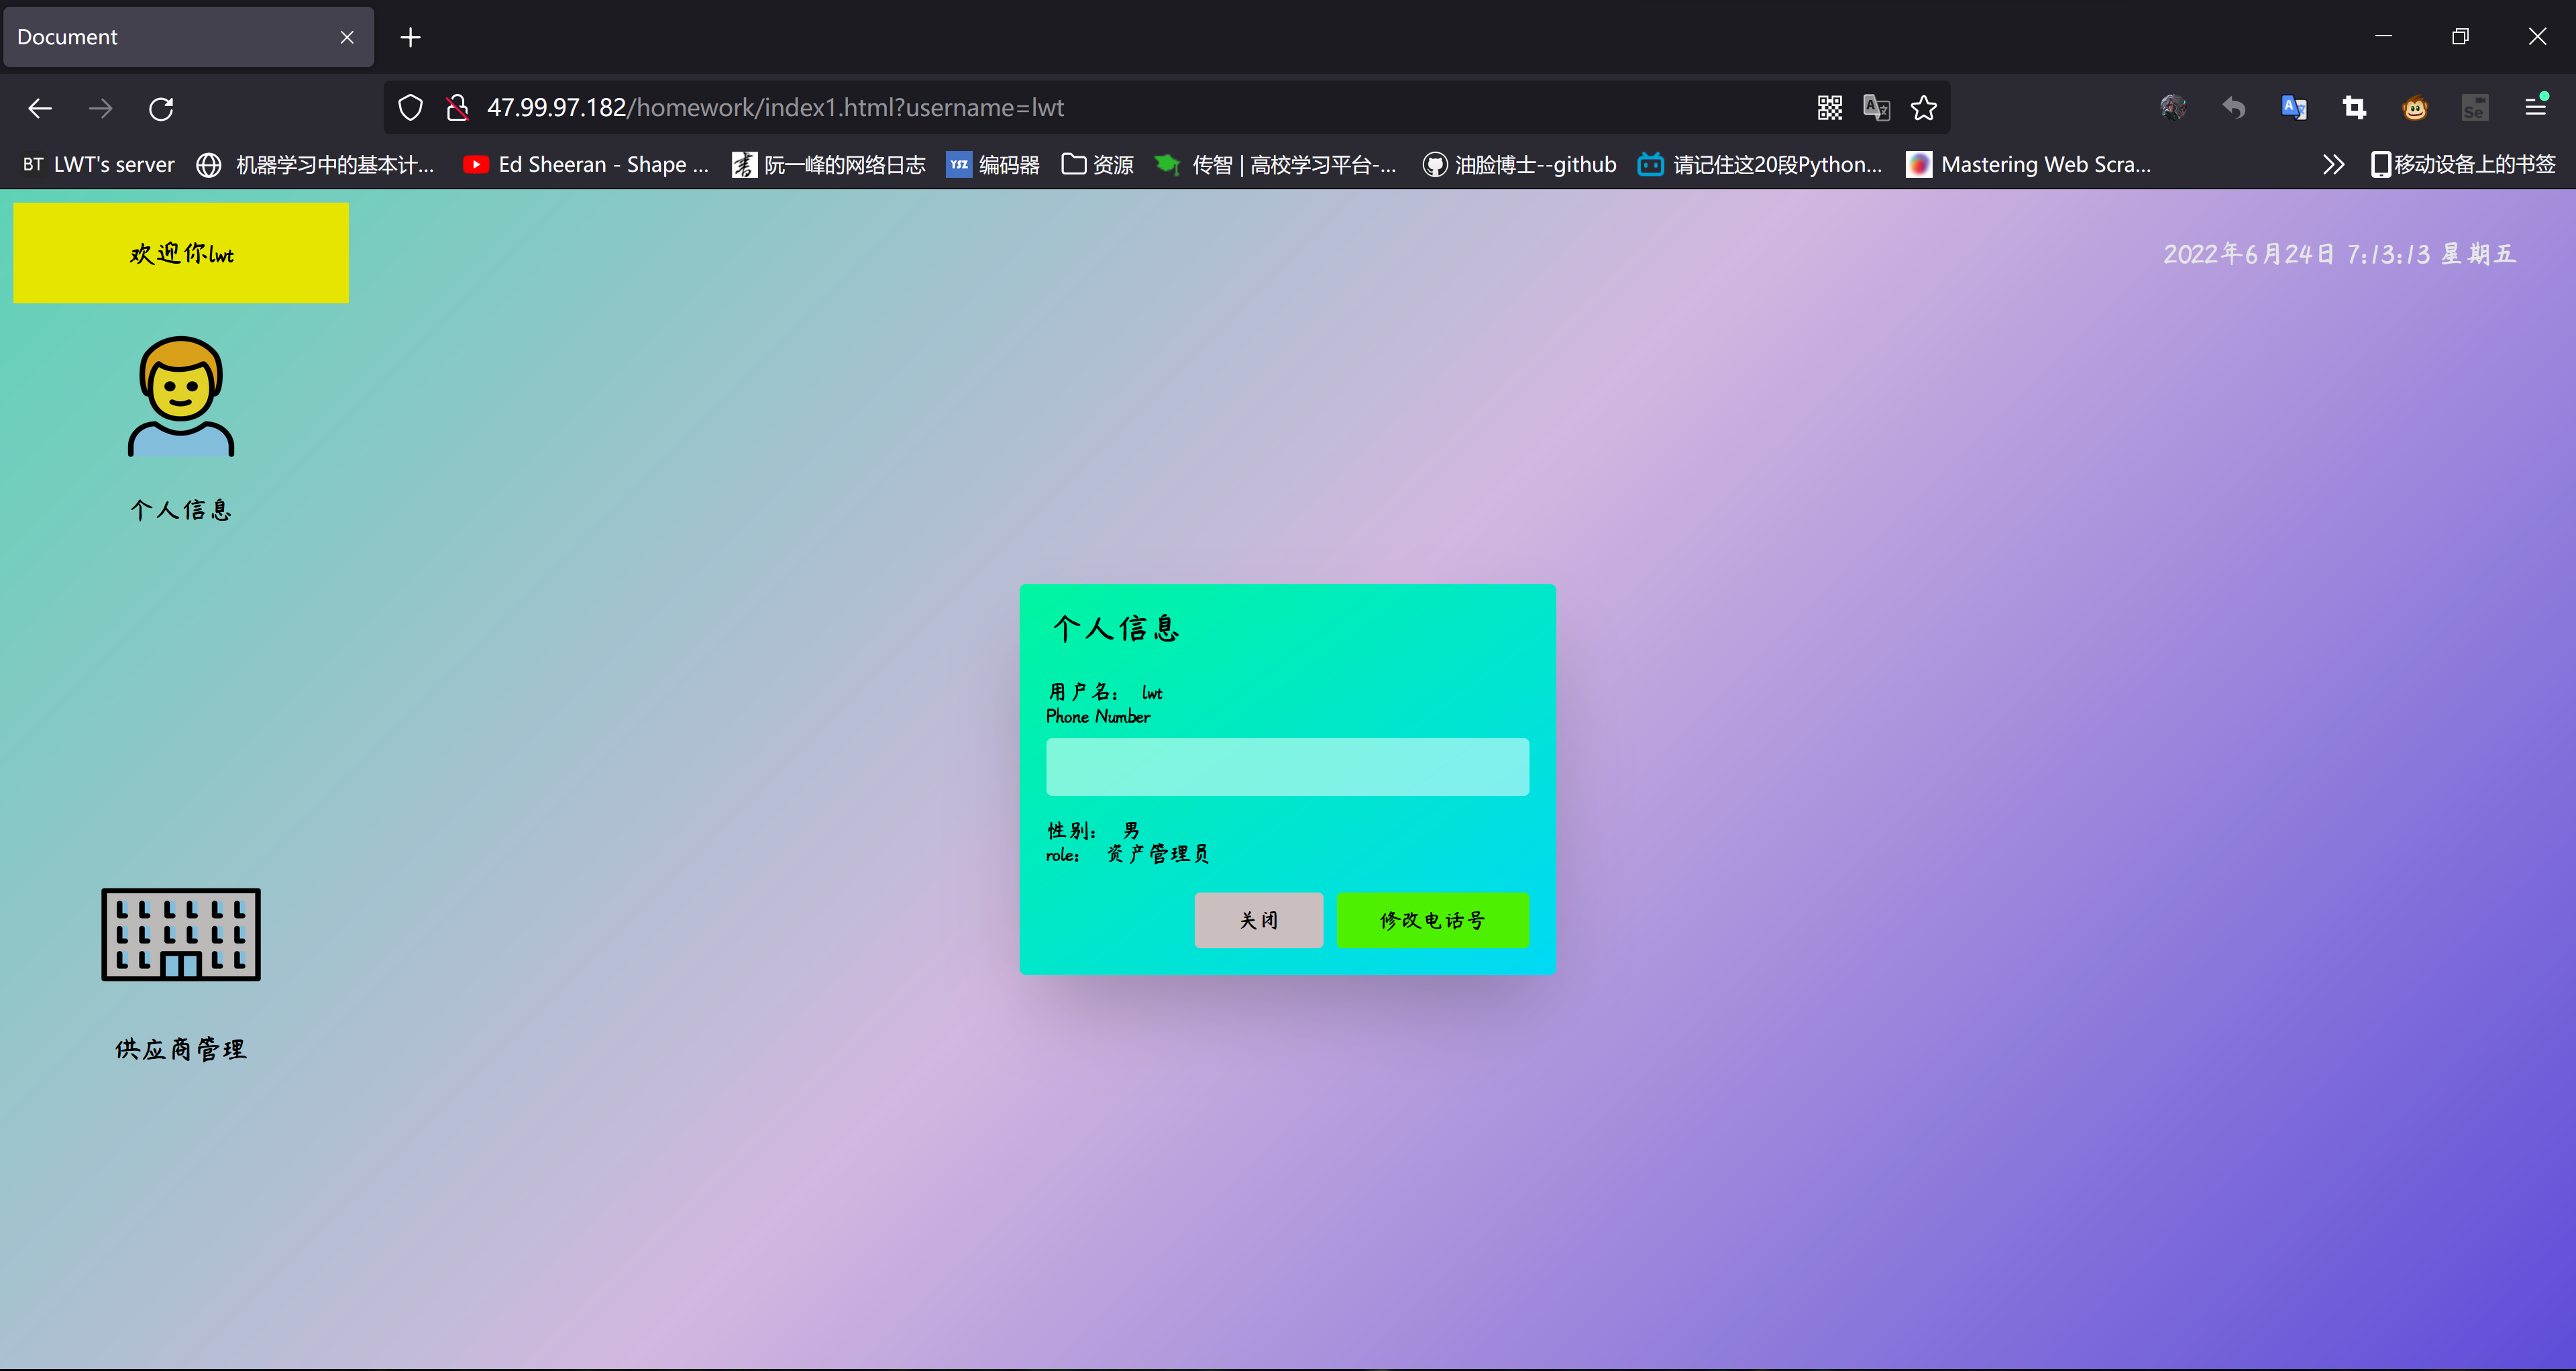 Document
47.99.97.182/homework/index1.html?username=lwt
BT LWT's server 机器学习中的基本计... Ed Sheeran - Shape ... 阮一峰的网络日志 YSZ 编码器 资源 传智 | 高校学习平台-... 油脸博士--github 请记住这20段Python... Mastering Web Scra... 移动设备上的书签
欢迎你lwt
2022年6月24日 7:13:13 星期五
个人信息
个人信息
用户名： lwt
Phone Number
性别： 男
role： 资产管理员
关闭 修改电话号
供应商管理